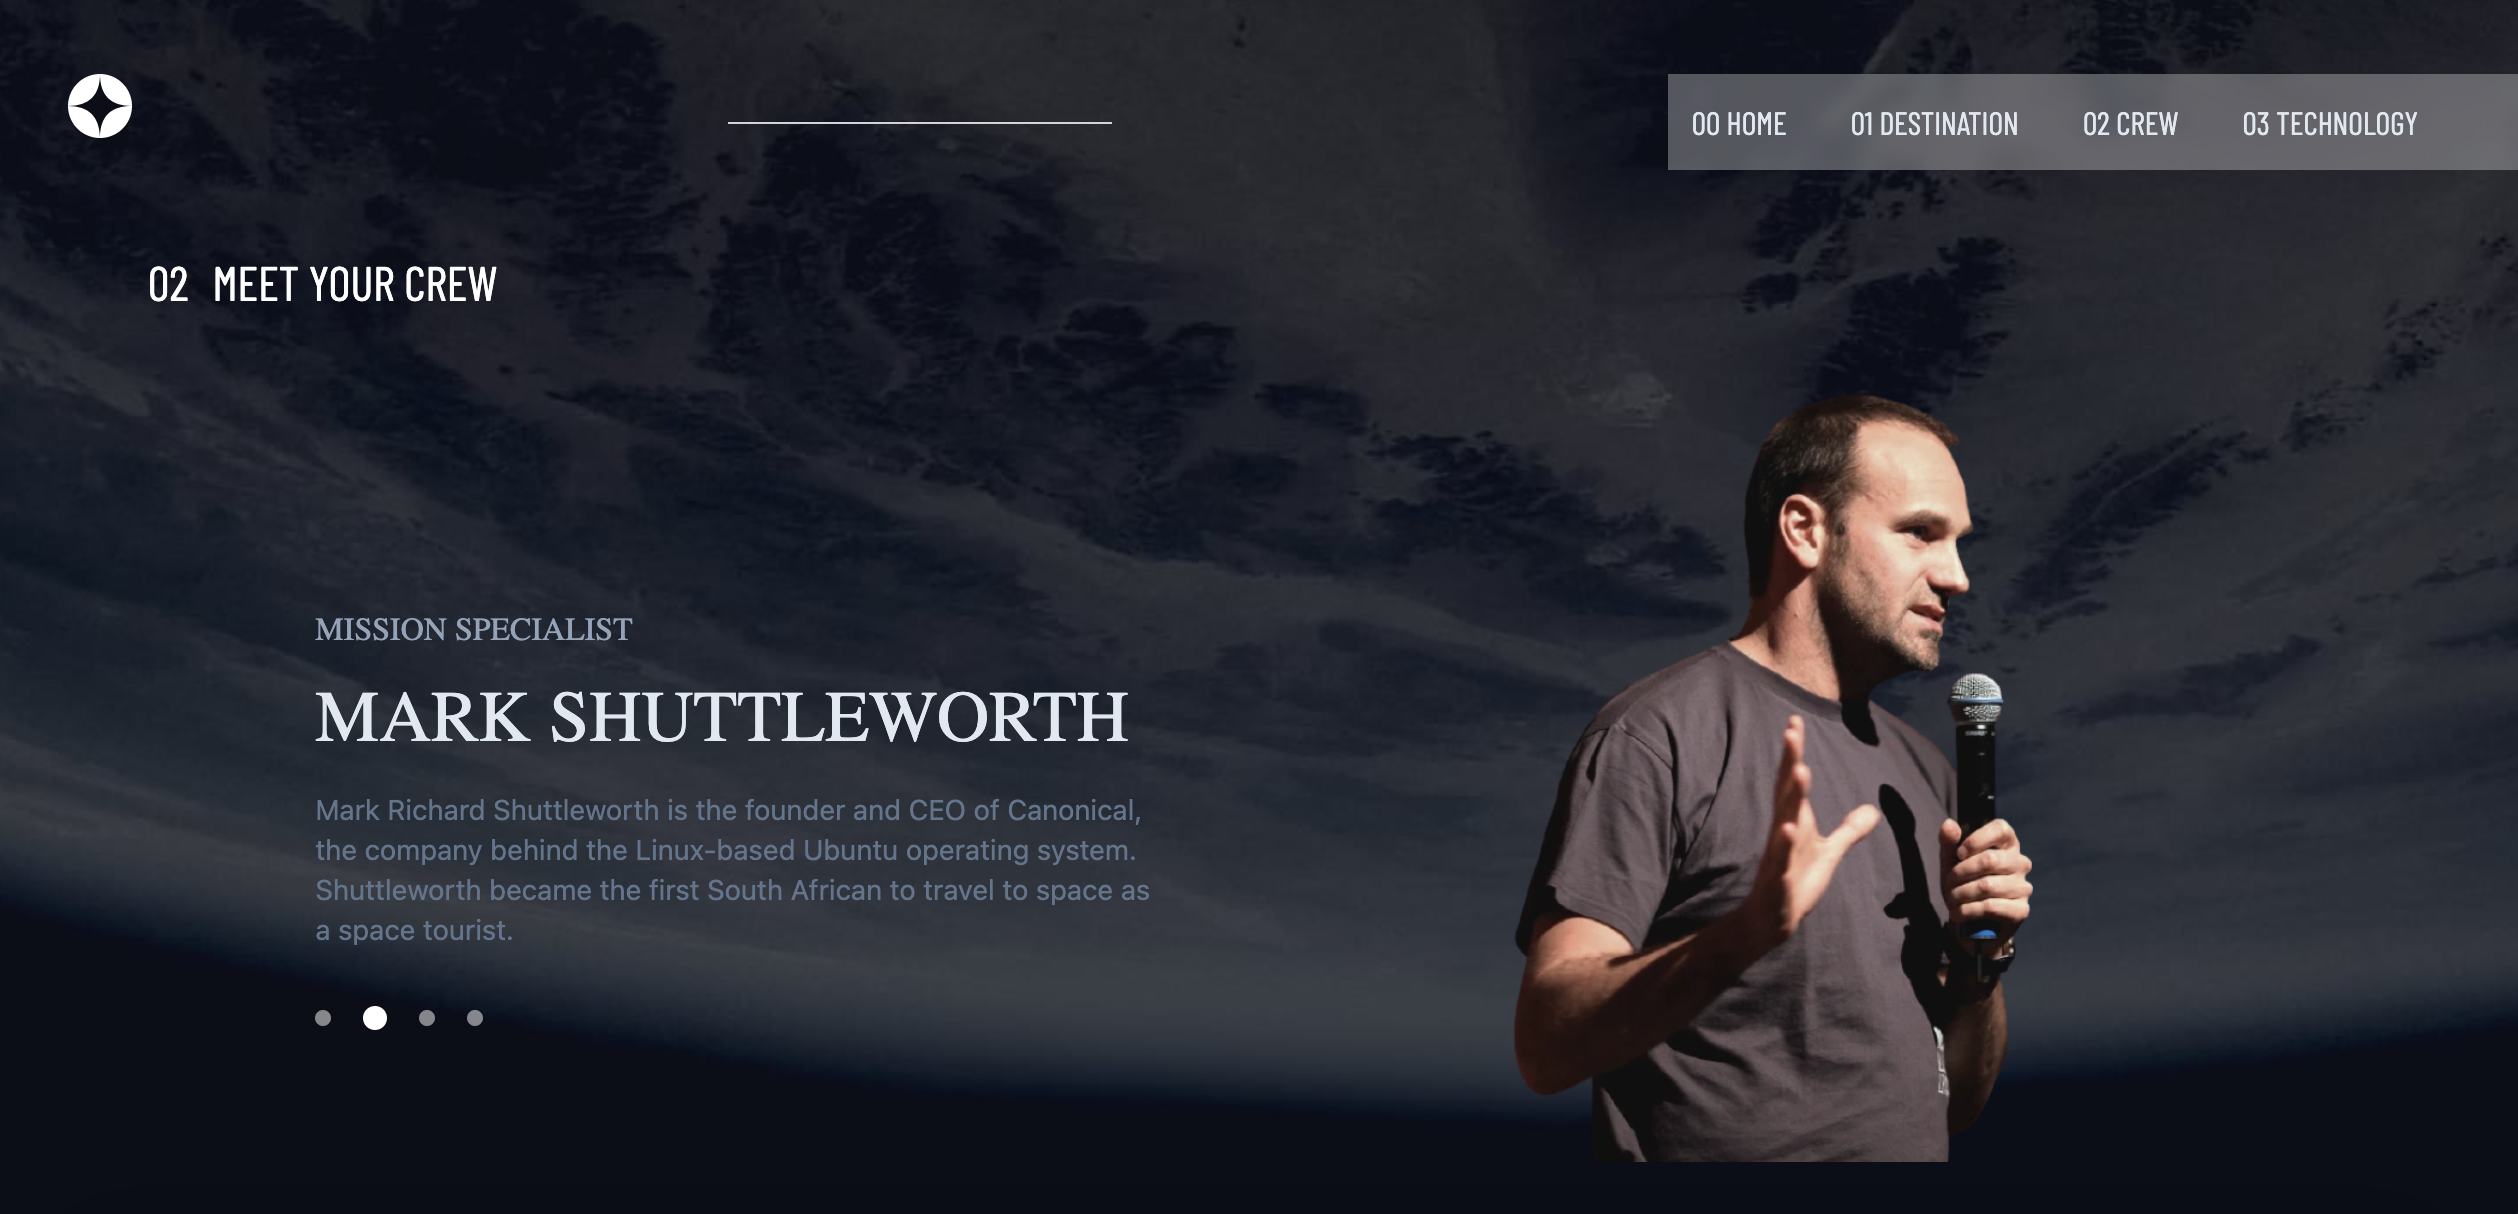 00 HOME 01 DESTINATION 02 CREW 03 TECHNOLOGY
02 MEET YOUR CREW
MISSION SPECIALIST
MARK SHUTTLEWORTH
Mark Richard Shuttleworth is the founder and CEO of Canonical,
the company behind the Linux-based Ubuntu operating system.
Shuttleworth became the first South African to travel to space as
a space tourist.